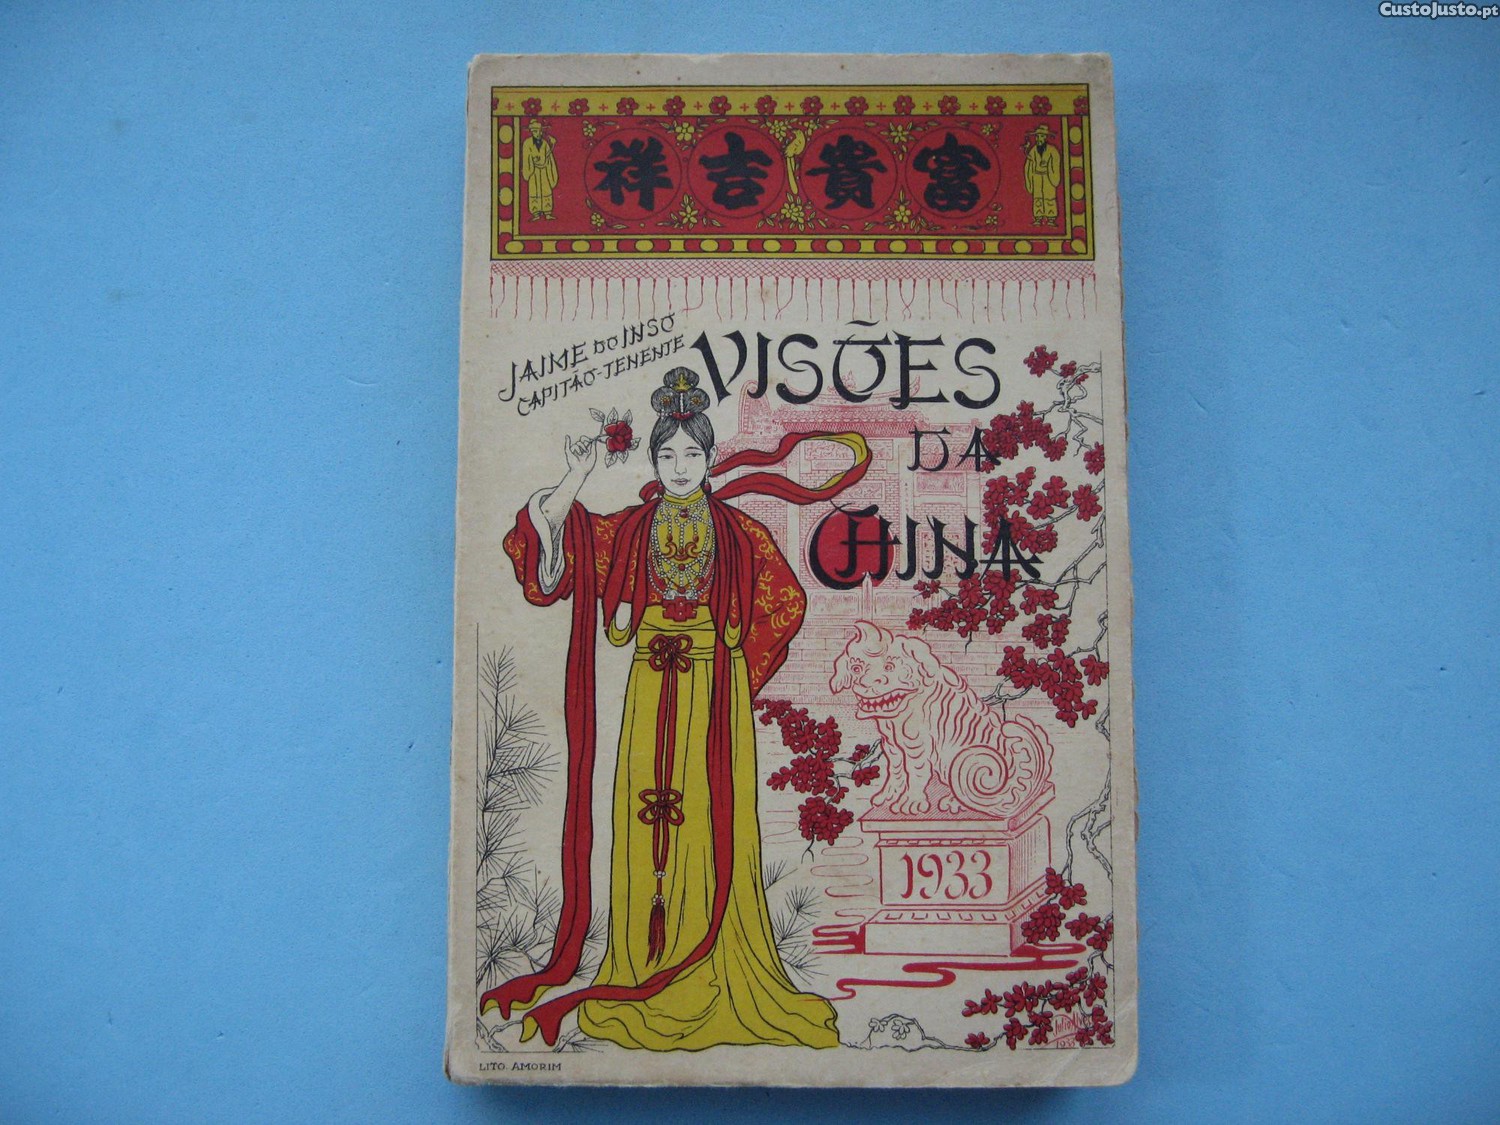 CustoJusto.pt
祥吉貴富
JAIME DO INSO
CAPITÃO-TENENTE
VISÕES
DA
CHINA
1933
LITO. AMORIM